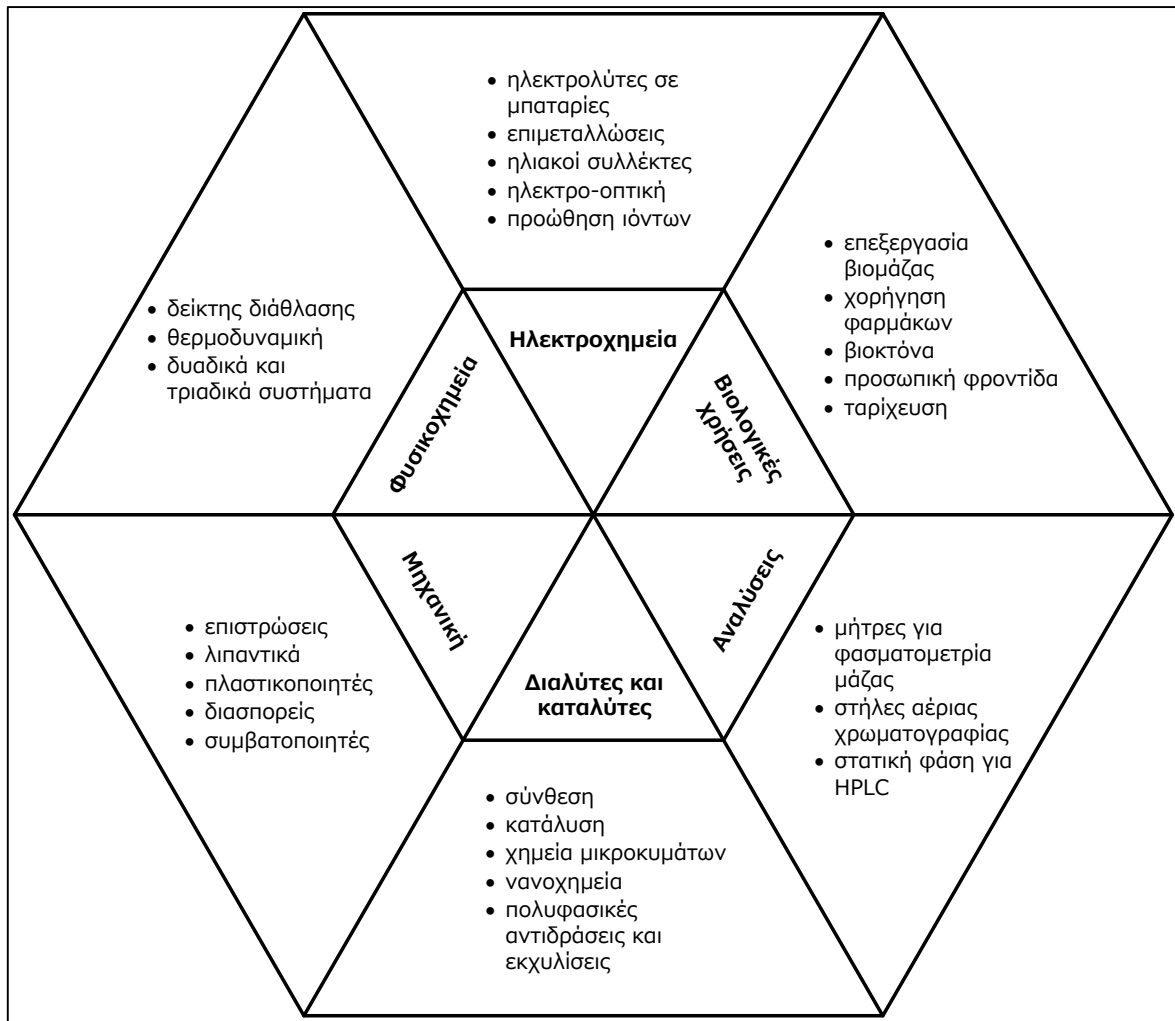 • ηλεκτρολύτες σε
μπαταρίες
• επιμεταλλώσεις
• ηλιακοί συλλέκτες
• ηλεκτρο-οπτική
• προώθηση ιόντων
• επεξεργασία
βιομάζας
• χορήγηση
φαρμάκων
• βιοκτόνα
• προσωπική φροντίδα
• ταρίχευση
• δείκτης διάθλασης
• θερμοδυναμική
• δυαδικά και
τριαδικά συστήματα
Ηλεκτροχημεία
Φυσικοχημεία
Βιολογικές
χρήσεις
Μηχανική
Αναλύσεις
Διαλύτες και
καταλύτες
• επιστρώσεις
• λιπαντικά
• πλαστικοποιητές
• διασπορείς
• συμβατοποιητές
• μήτρες για
φασματομετρία
μάζας
• στήλες αέριας
χρωματογραφίας
• στατική φάση για
HPLC
• σύνθεση
• κατάλυση
• χημεία μικροκυμάτων
• νανοχημεία
• πολυφασικές
αντιδράσεις και
εκχυλίσεις